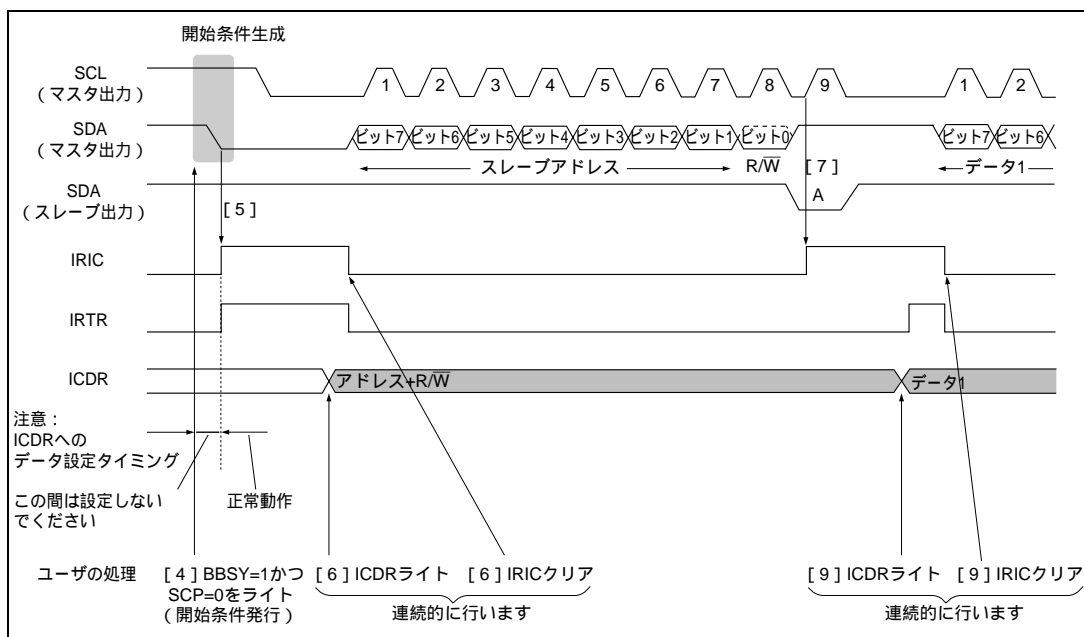 開始条件生成
SCL
（マスタ出力）
1 2 3 4 5 6 7 8 9 1 2
SDA
（マスタ出力）
ビット7 ビット6 ビット5 ビット4 ビット3 ビット2 ビット1 ビット0 ビット7 ビット6
スレーブアドレス R/W̅ [ 7 ] データ1
SDA
（スレーブ出力）
[ 5 ]
A
IRIC
IRTR
ICDR
アドレス+R/W̅
データ1
注意：
ICDRへの
データ設定タイミング
この間は設定しない
でください
正常動作
ユーザの処理
[ 4 ] BBSY=1かつ
SCP=0をライト
（開始条件発行）
[ 6 ] ICDRライト [ 6 ] IRICクリア
連続的に行います
[ 9 ] ICDRライト [ 9 ] IRICクリア
連続的に行います